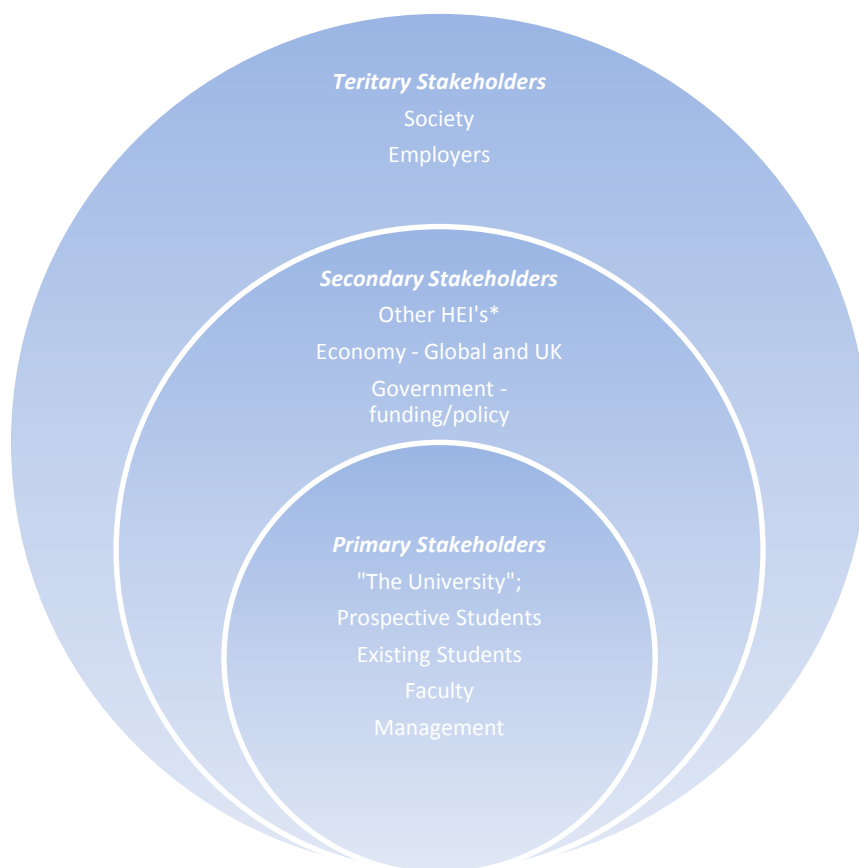 Teritary Stakeholders
Society
Employers
Secondary Stakeholders
Other HEI's*
Economy - Global and UK
Government -
funding/policy
Primary Stakeholders
"The University";
Prospective Students
Existing Students
Faculty
Management